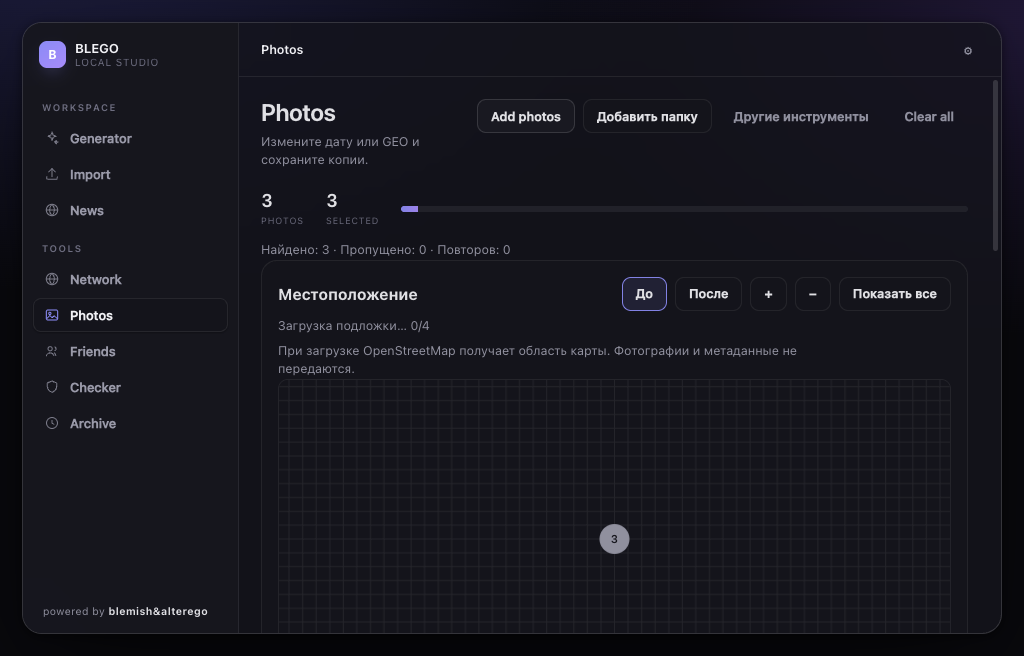 B
BLEGO
LOCAL STUDIO
WORKSPACE
Generator
Import
News
TOOLS
Network
Photos
Friends
Checker
Archive
powered by blemish&alterego
Photos
Photos
Измените дату или GEO и
сохраните копии.
Add photos
Добавить папку
Другие инструменты
Clear all
3
PHOTOS
3
SELECTED
Найдено: 3 · Пропущено: 0 · Повторов: 0
Местоположение
До
После
+
−
Показать все
Загрузка подложки… 0/4
При загрузке OpenStreetMap получает область карты. Фотографии и метаданные не
передаются.
3